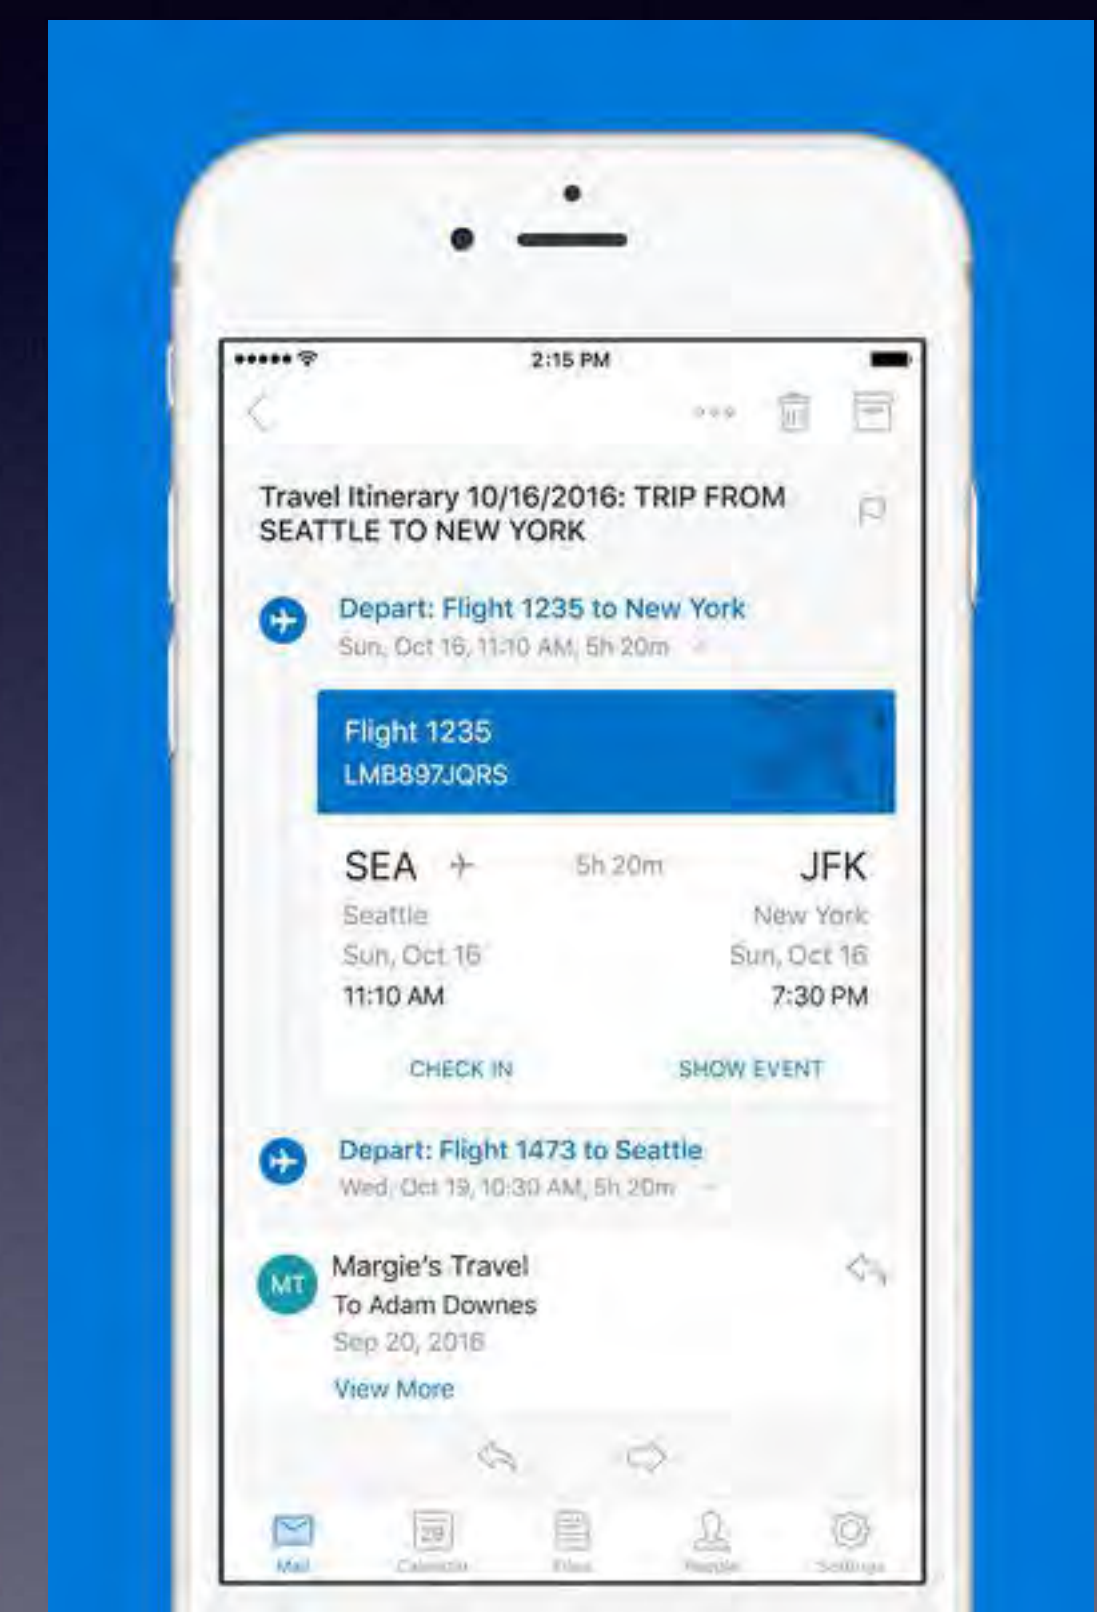 2:15 PM
Travel Itinerary 10/16/2016: TRIP FROM
SEATTLE TO NEW YORK
Depart: Flight 1235 to New York
Sun, Oct 16, 11:10 AM, 5h 20m
Flight 1235
LMB897JQRS
SEA 5h 20m JFK
Seattle New York
Sun, Oct 16 Sun, Oct 16
11:10 AM 7:30 PM
CHECK IN SHOW EVENT
Depart: Flight 1473 to Seattle
Wed, Oct 19, 10:30 AM, 5h 20m
MT
Margie's Travel
To Adam Downes
Sep 20, 2016
View More
29
Mail Calendar Files People Settings